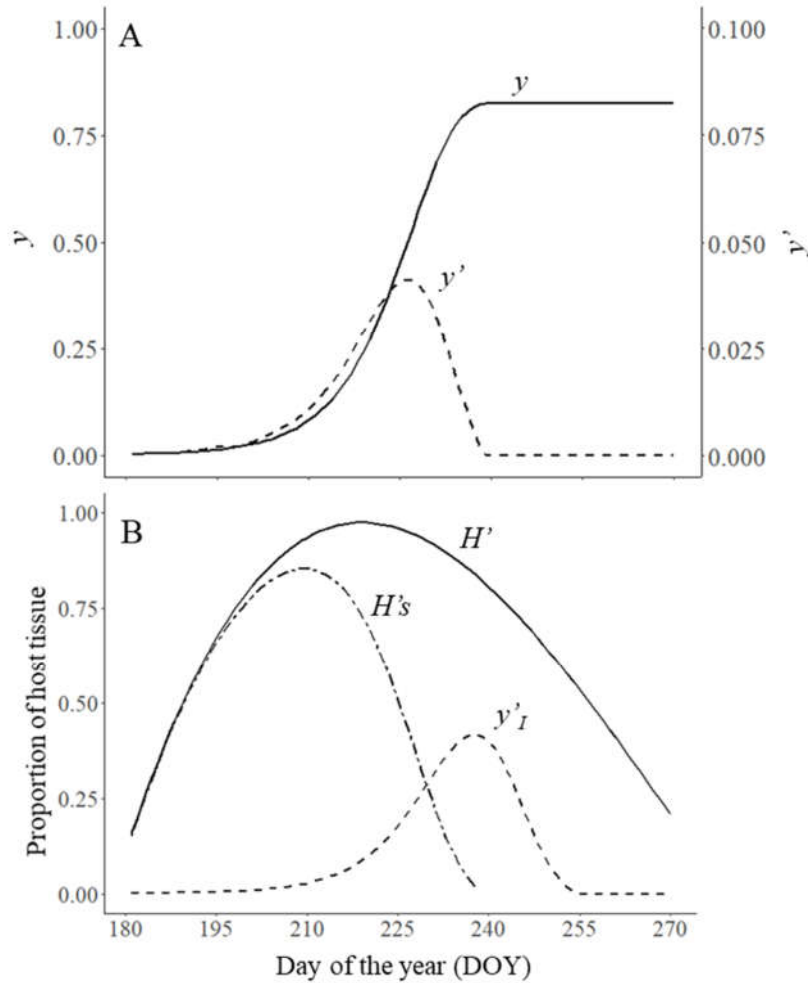 A
1.00
0.75
0.50
0.25
0.00
y
0.100
0.075
0.050
0.025
0.000
y'
y
y'
B
1.00
0.75
0.50
0.25
0.00
Proportion of host tissue
H'
H's
y'I
180 195 210 225 240 255 270
Day of the year (DOY)